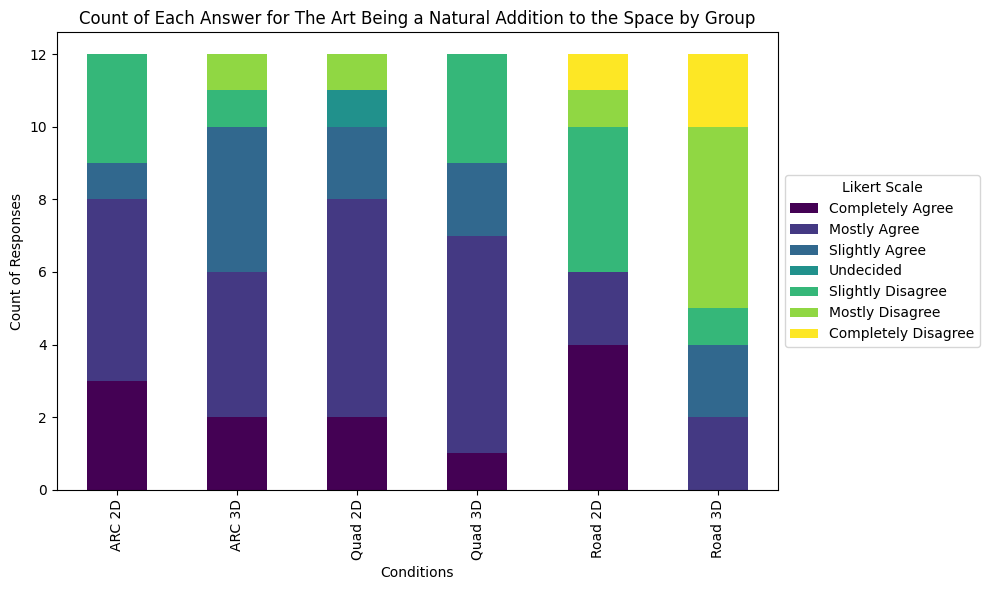 Count of Each Answer for The Art Being a Natural Addition to the Space by Group
Count of Responses
12
10
8
6
4
2
0
ARC 2D
ARC 3D
Quad 2D
Quad 3D
Road 2D
Road 3D
Conditions
Likert Scale
Completely Agree
Mostly Agree
Slightly Agree
Undecided
Slightly Disagree
Mostly Disagree
Completely Disagree